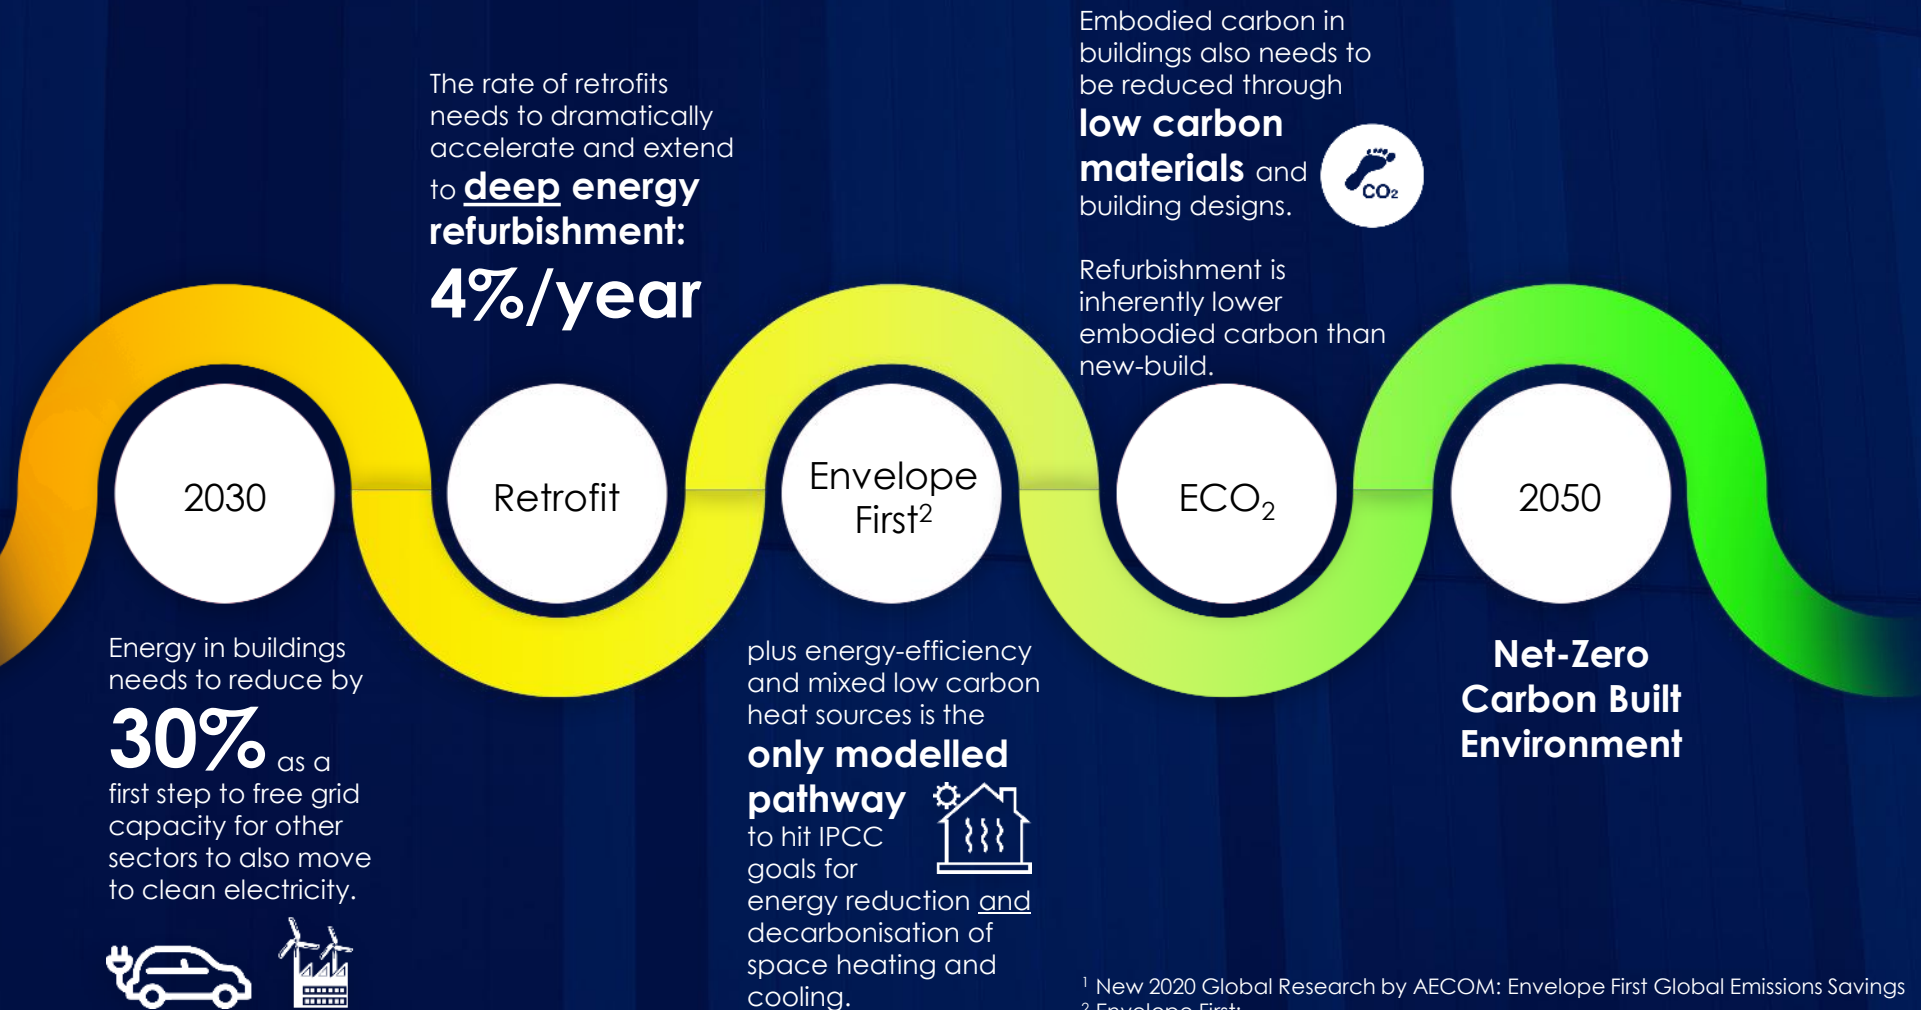 The rate of retrofits
needs to dramatically
accelerate and extend
to deep energy
refurbishment:
4%/year
Embodied carbon in
buildings also needs to
be reduced through
low carbon
materials and
building designs.
CO₂
Refurbishment is
inherently lower
embodied carbon than
new-build.
2030
Retrofit
Envelope
First²
ECO₂
2050
Energy in buildings
needs to reduce by
30% as a
first step to free grid
capacity for other
sectors to also move
to clean electricity.
plus energy-efficiency
and mixed low carbon
heat sources is the
only modelled
pathway
to hit IPCC
goals for
energy reduction and
decarbonisation of
space heating and
cooling.
Net-Zero
Carbon Built
Environment
¹ New 2020 Global Research by AECOM: Envelope First Global Emissions Savings
² Envelope First: